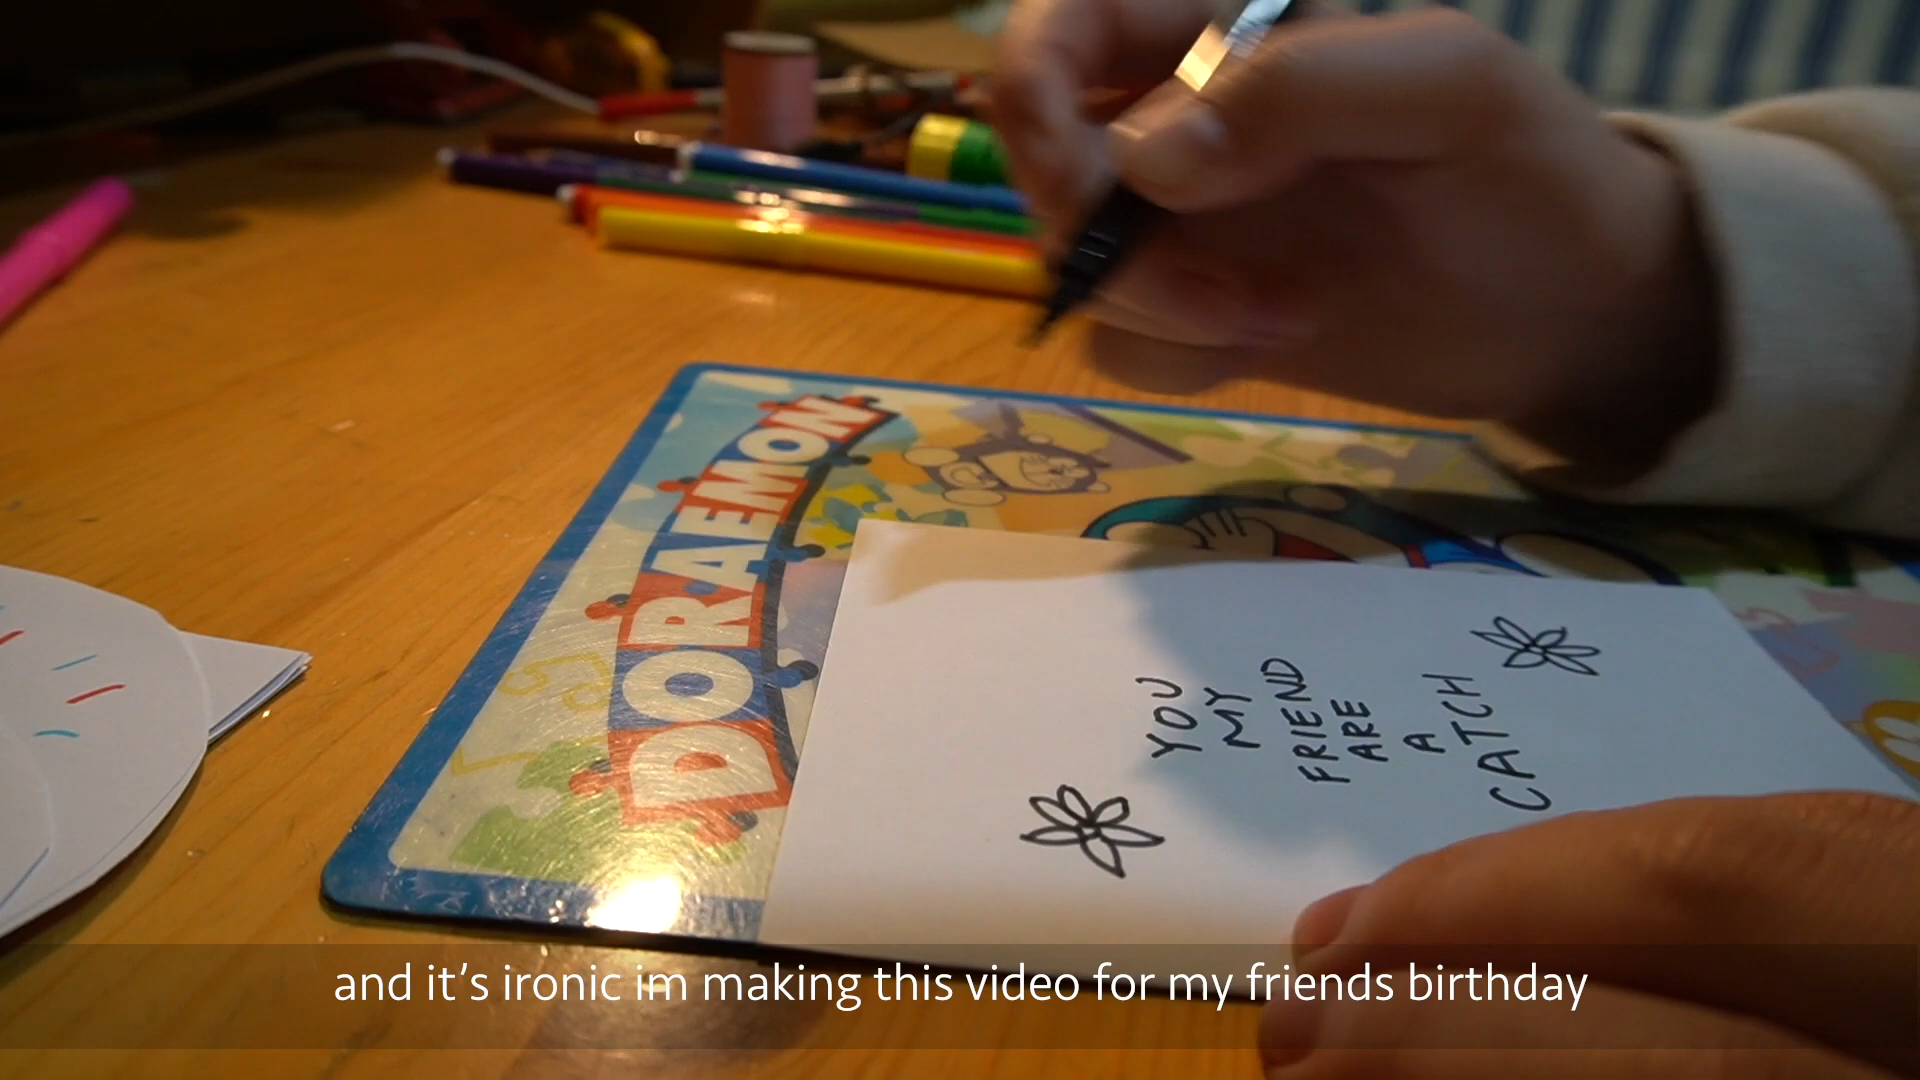 DORAEMON
YOU
MY
FRIEND
ARE
A
CATCH
and it's ironic im making this video for my friends birthday